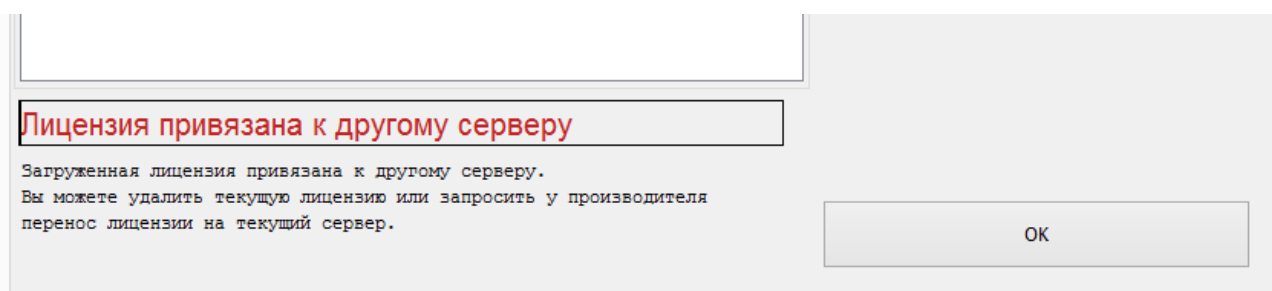 Лицензия привязана к другому серверу
Загруженная лицензия привязана к другому серверу.
Вы можете удалить текущую лицензию или запросить у производителя
перенос лицензии на текущий сервер.
OK